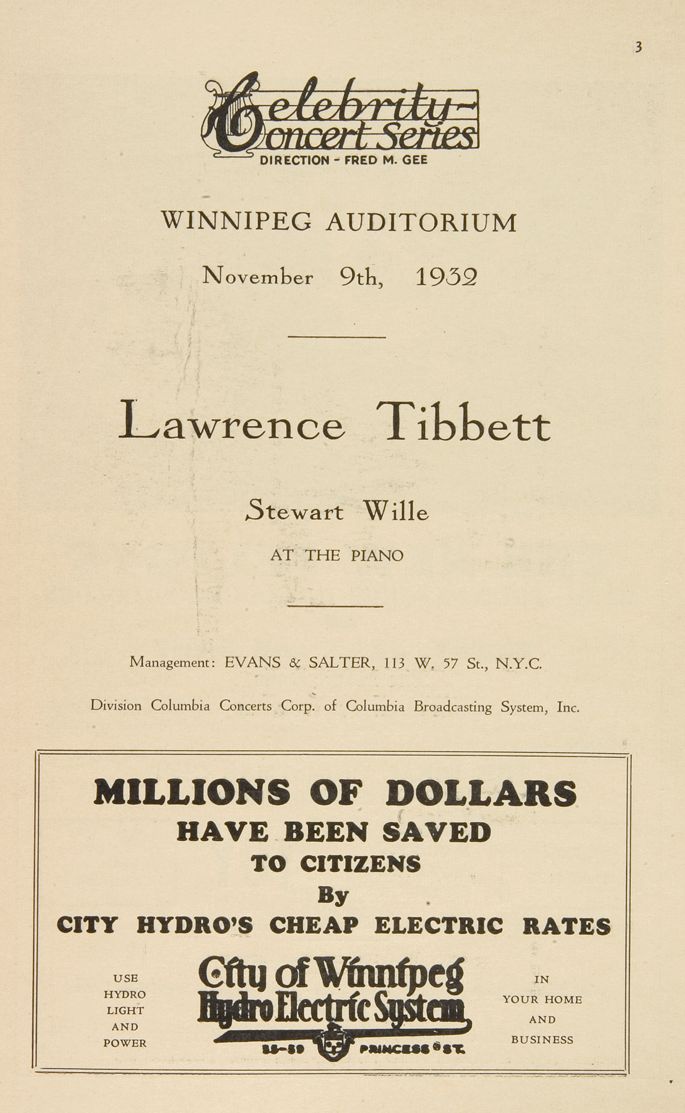 3
Celebrity-
Concert Series
DIRECTION - FRED M. GEE
WINNIPEG AUDITORIUM
November 9th, 1932
Lawrence Tibbett
Stewart Wille
AT THE PIANO
Management: EVANS & SALTER, 113 W. 57 St., N.Y.C.
Division Columbia Concerts Corp. of Columbia Broadcasting System, Inc.
MILLIONS OF DOLLARS
HAVE BEEN SAVED
TO CITIZENS
By
CITY HYDRO'S CHEAP ELECTRIC RATES
USE
HYDRO
LIGHT
AND
POWER
City of Winnipeg
Hydro Electric System
55-59 PRINCESS ST.
IN
YOUR HOME
AND
BUSINESS